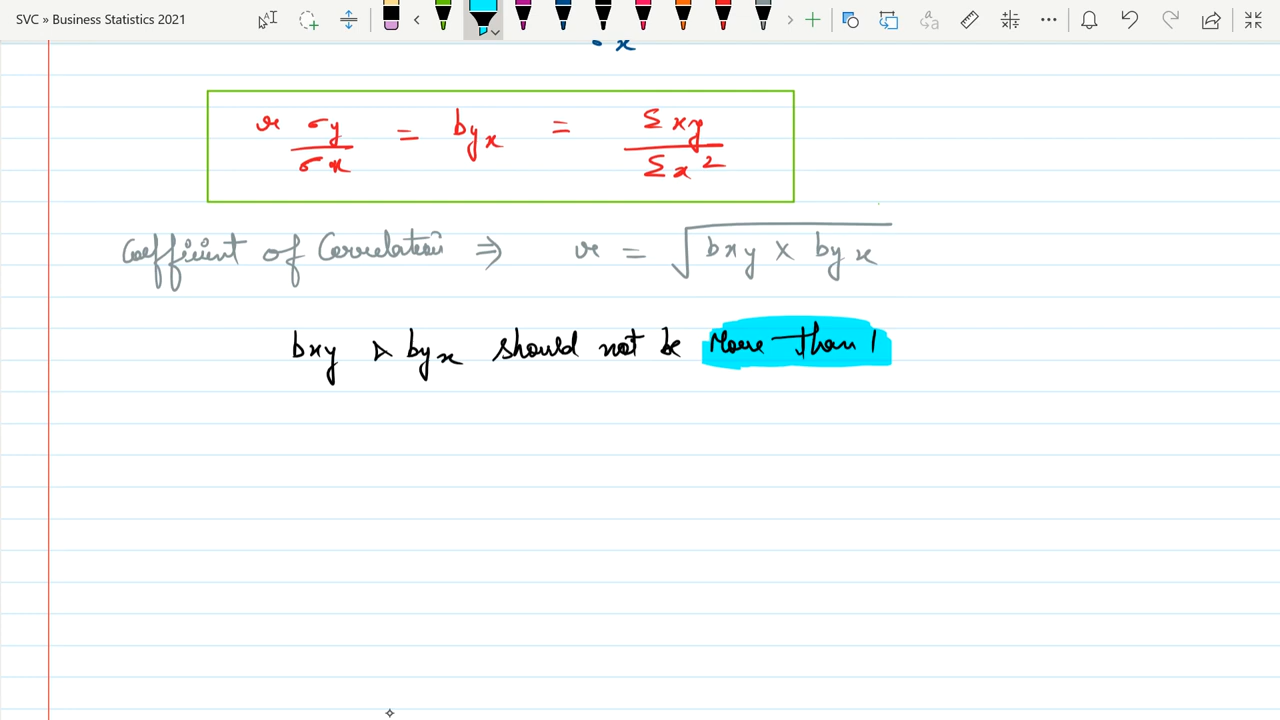 SVC » Business Statistics 2021
σx
r σy/σx = byx = Σxy/Σx²
Coefficient of Correlation ⇒ r = √bxy × byx
bxy & byx should not be More than 1